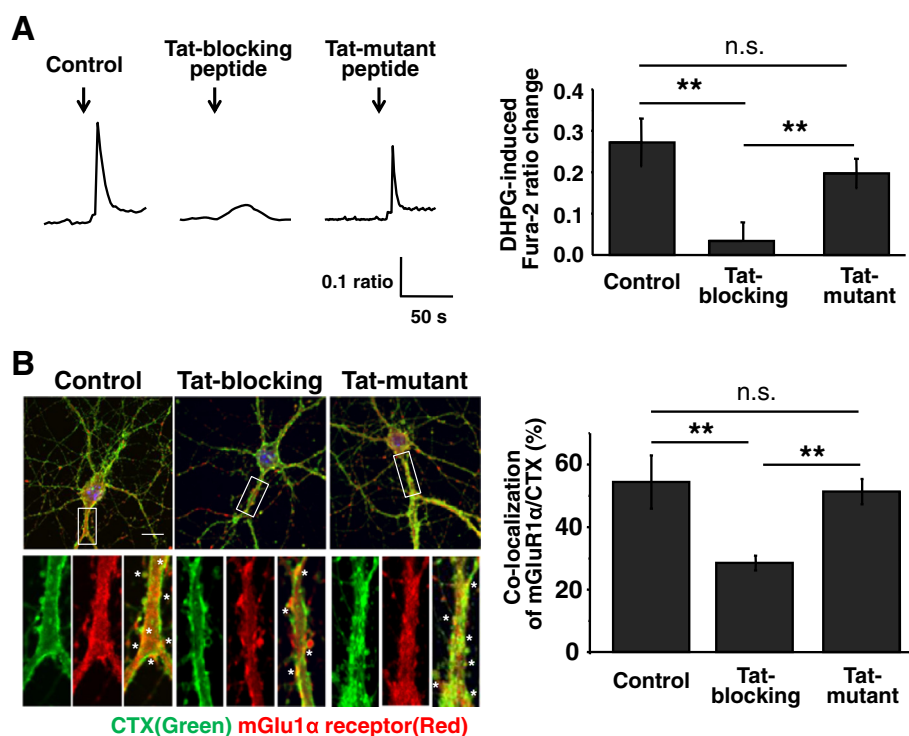 A
Control
Tat-blocking
peptide
Tat-mutant
peptide
0.1 ratio
50 s
n.s.
**
**
DHPG-induced
Fura-2 ratio change
0.4
0.3
0.2
0.1
0.0
Control
Tat-
blocking
Tat-
mutant
B
Control
Tat-blocking
Tat-mutant
* * * * * *
* * * *
* * * * * *
CTX(Green) mGlu1α receptor(Red)
n.s.
**
**
Co-localization
of mGluR1α/CTX (%)
60
40
20
0
Control
Tat-
blocking
Tat-
mutant